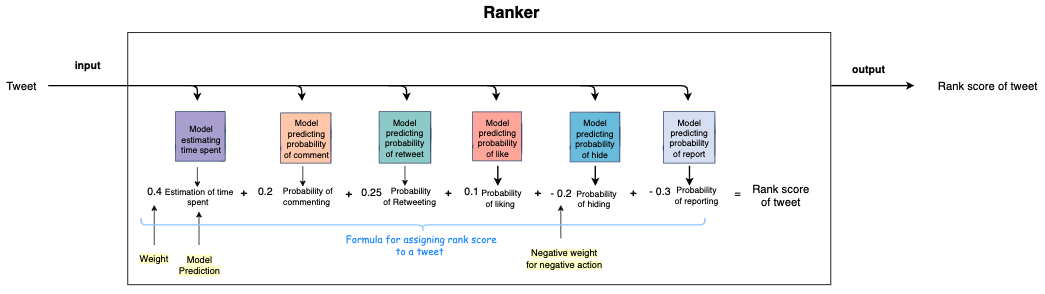 Ranker
input
Tweet
output
Rank score of tweet
Model
estimating
time spent
Model
predicting
probability
of comment
Model
predicting
probability
of retweet
Model
predicting
probability
of like
Model
predicting
probability
of hide
Model
predicting
probability
of report
0.4 Estimation of time
spent
+ 0.2 Probability of
commenting
+ 0.25 Probability
of Retweeting
+ 0.1 Probability
of liking
+ - 0.2 Probability
of hiding
+ - 0.3 Probability
of reporting
= Rank score
of tweet
Formula for assigning rank score
to a tweet
Weight
Model
Prediction
Negative weight
for negative action